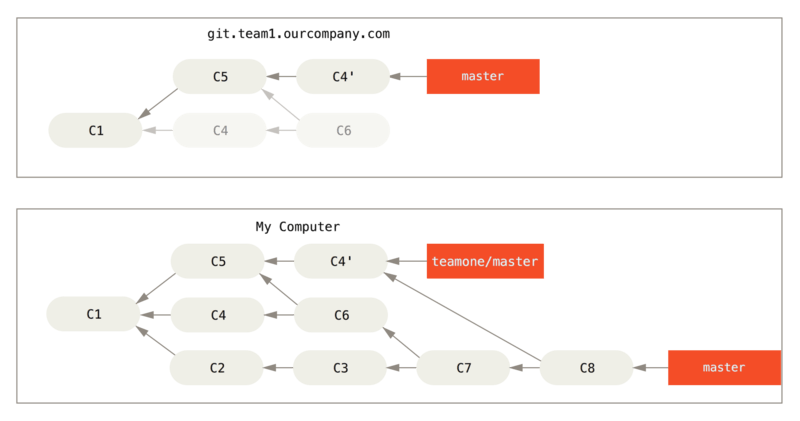 git.team1.ourcompany.com
C5 C4' master
C1 C4 C6
My Computer
C5 C4' teamone/master
C1 C4 C6
C2 C3 C7 C8 master